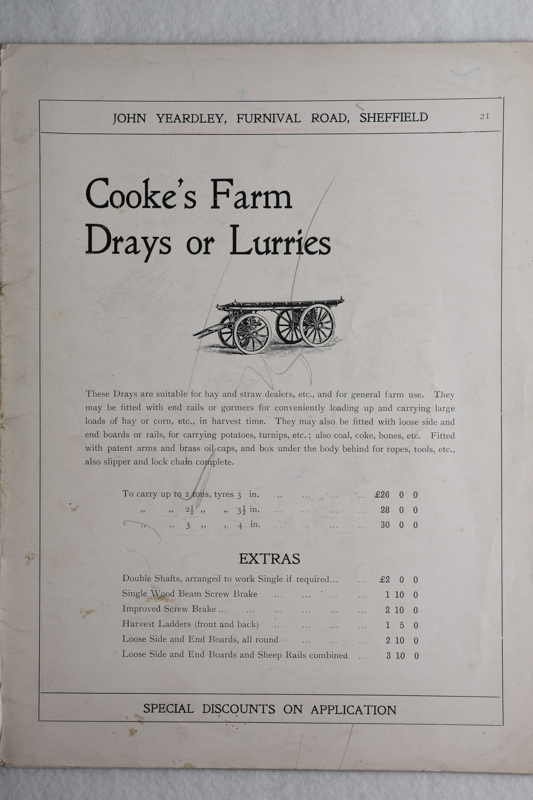 JOHN YEARDLEY, FURNIVAL ROAD, SHEFFIELD 21
Cooke's Farm
Drays or Lurries
These Drays are suitable for hay and straw dealers, etc., and for general farm use. They
may be fitted with end rails or gormers for conveniently loading up and carrying large
loads of hay or corn, etc., in harvest time. They may also be fitted with loose side and
end boards or rails, for carrying potatoes, turnips, etc.; also coal, coke, bones, etc. Fitted
with patent arms and brass oil-caps, and box under the body behind for ropes, tools, etc.,
also slipper and lock chain complete.
To carry up to 2 tons, tyres 3 in. ,, ... ... ... £26 0 0
,, ,, 2½ ,, ,, 3½ in. ... ... ... ... 28 0 0
,, ,, 3 ,, ,, 4 in. ... ... ... ... 30 0 0
EXTRAS
Double Shafts, arranged to work Single if required... ... £2 0 0
Single Wood Beam Screw Brake ... ... ... ... 1 10 0
Improved Screw Brake ... ... ... ... ... ... 2 10 0
Harvest Ladders (front and back) ... ... ... ... 1 5 0
Loose Side and End Boards, all round ... ... ... 2 10 0
Loose Side and End Boards and Sheep Rails combined ... 3 10 0
SPECIAL DISCOUNTS ON APPLICATION